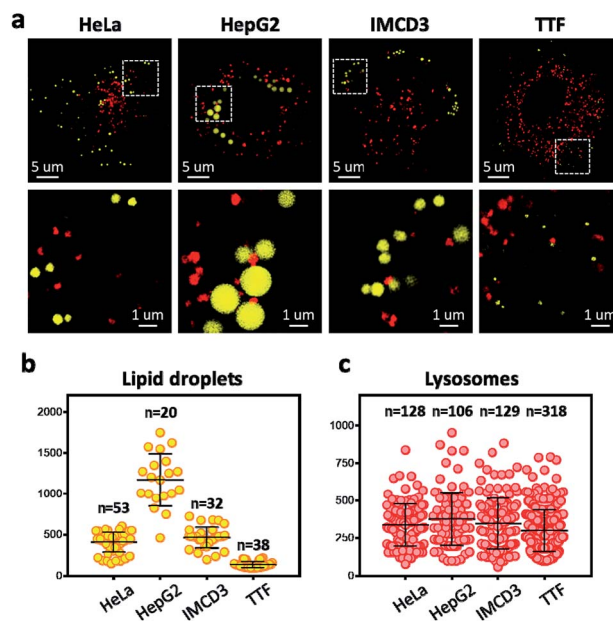 a
HeLa HepG2 IMCD3 TTF
5 um 5 um 5 um 5 um
1 um 1 um 1 um 1 um
b Lipid droplets
2000
1500
1000
500
0
n=53 n=20 n=32 n=38
HeLa HepG2 IMCD3 TTF
c Lysosomes
1000
750
500
250
0
n=128 n=106 n=129 n=318
HeLa HepG2 IMCD3 TTF